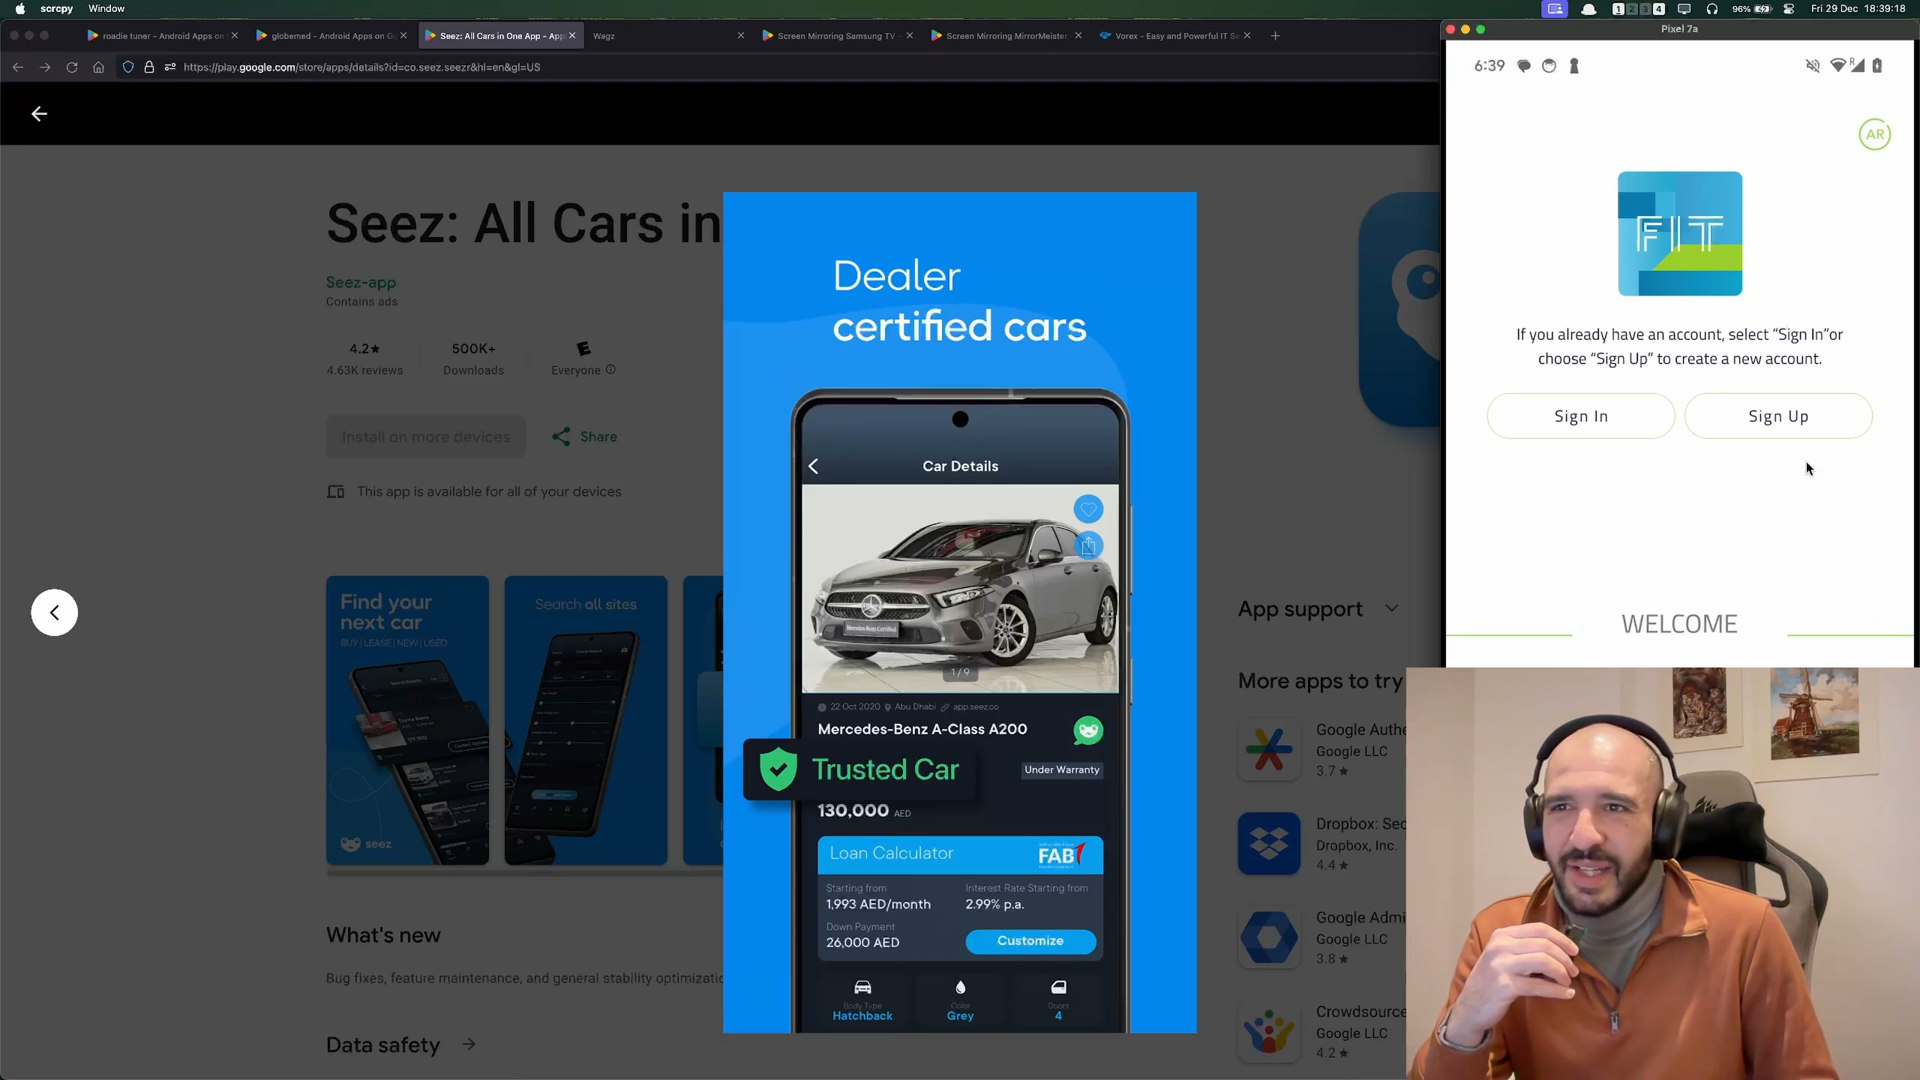 scrcpy Window
1 2 3 4 96% Fri 29 Dec 18:39:18
roadie tuner - Android Apps on
globemed - Android Apps on G
Seez: All Cars in One App - App
Wagz
Screen Mirroring Samsung TV -
Screen Mirroring MirrorMeister
Vorex - Easy and Powerful IT Se
https://play.google.com/store/apps/details?id=co.seez.seezr&hl=en&gl=US
Seez: All Cars in
Seez-app
Contains ads
4.2★
4.63K reviews
500K+
Downloads
Everyone
Install on more devices
Share
This app is available for all of your devices
Find your
next car
BUY | LEASE | NEW | USED
seez
Search all sites
What's new
Bug fixes, feature maintenance, and general stability optimizatio
Data safety
Dealer
certified cars
Car Details
Mercedes-Benz Certified
1/9
22 Oct 2020 Abu Dhabi app.seez.co
Mercedes-Benz A-Class A200
Trusted Car
Under Warranty
130,000 AED
Loan Calculator
FAB
Starting from
1,993 AED/month
Interest Rate Starting from
2.99% p.a.
Down Payment
26,000 AED
Customize
Body Type
Hatchback
Color
Grey
Doors
4
App support
More apps to try
Google Authe
Google LLC
3.7★
Dropbox: Sec
Dropbox, Inc.
4.4★
Google Admi
Google LLC
3.8★
Crowdsource
Google LLC
4.2★
Pixel 7a
6:39
R
AR
FIT
If you already have an account, select “Sign In”or
choose “Sign Up” to create a new account.
Sign In
Sign Up
WELCOME